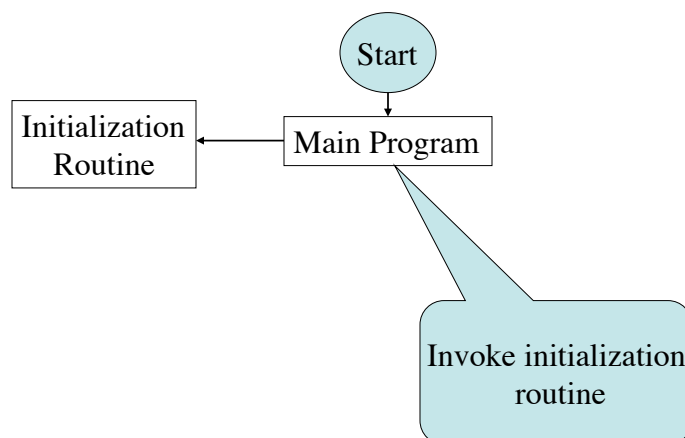 Start
Initialization
Routine
Main Program
Invoke initialization
routine